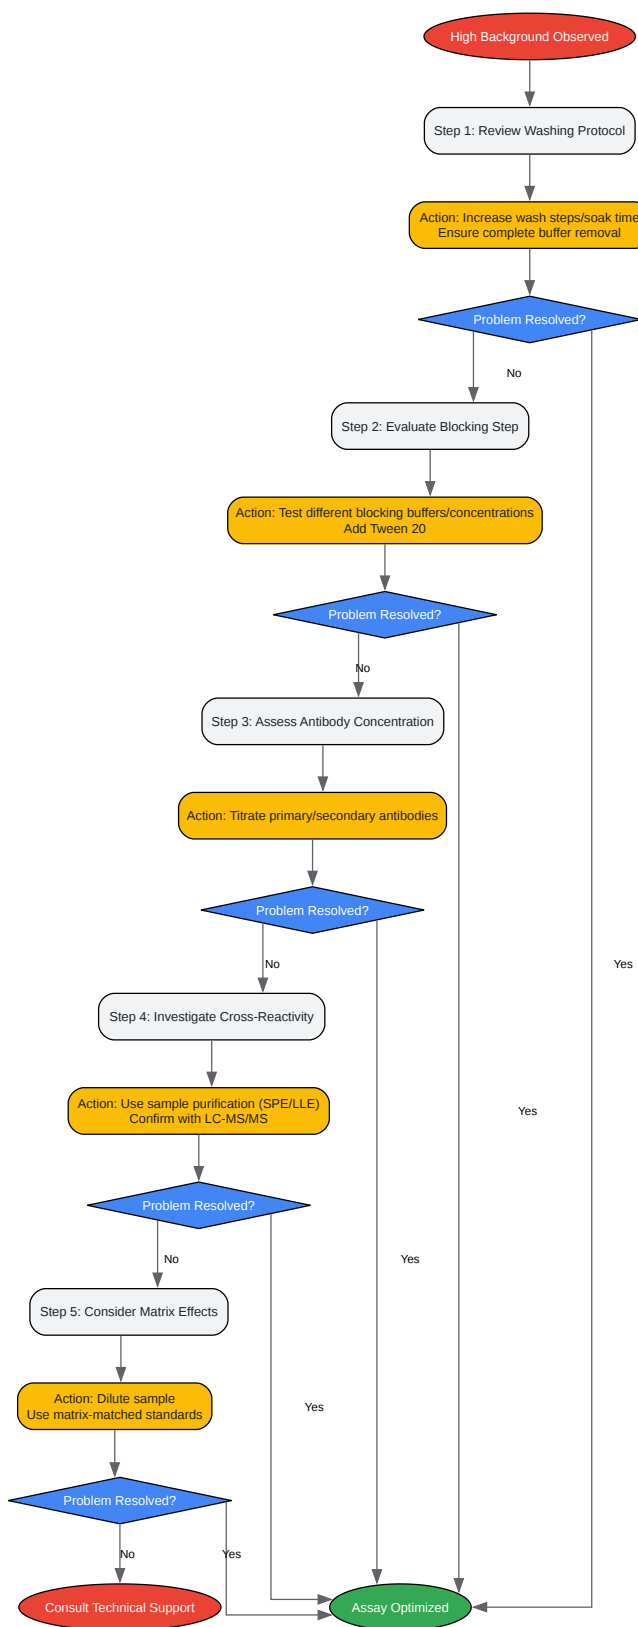 High Background Observed
Step 1: Review Washing Protocol
Action: Increase wash steps/soak time
Ensure complete buffer removal
Problem Resolved?
No
Step 2: Evaluate Blocking Step
Action: Test different blocking buffers/concentrations
Add Tween 20
Problem Resolved?
No
Step 3: Assess Antibody Concentration
Action: Titrate primary/secondary antibodies
Problem Resolved?
No
Yes
Step 4: Investigate Cross-Reactivity
Action: Use sample purification (SPE/LLE)
Confirm with LC-MS/MS
Yes
Problem Resolved?
No
Yes
Step 5: Consider Matrix Effects
Action: Dilute sample
Use matrix-matched standards
Yes
Problem Resolved?
No
Yes
Consult Technical Support
Assay Optimized